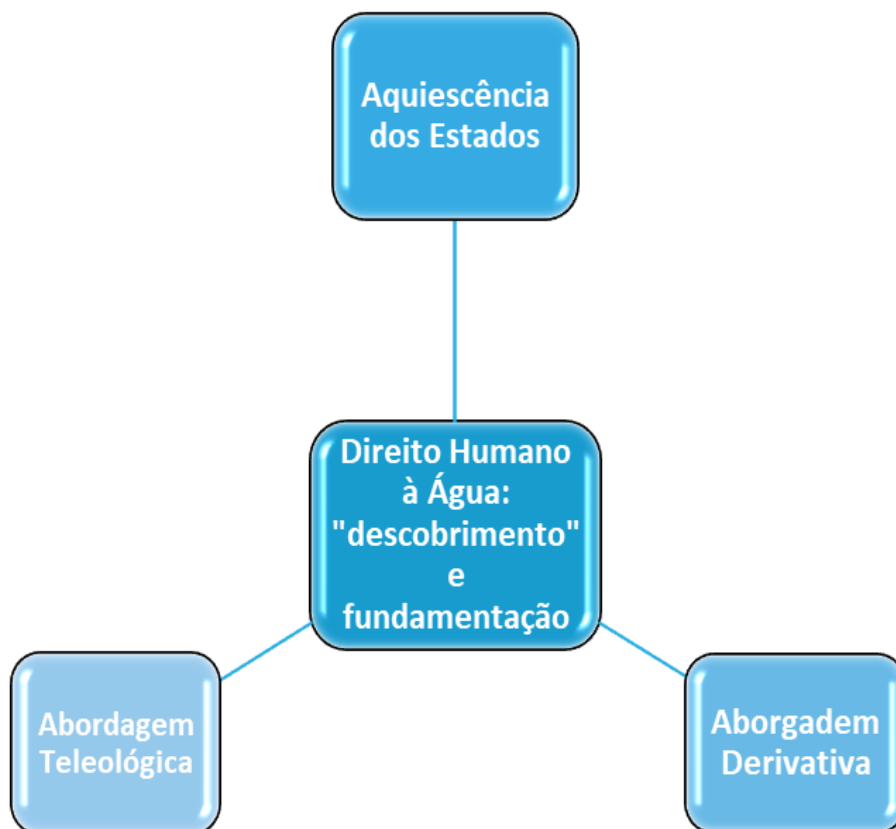 Aquiescência
dos Estados
Direito Humano
à Água:
"descobrimento"
e
fundamentação
Abordagem
Teleológica
Aborgadem
Derivativa